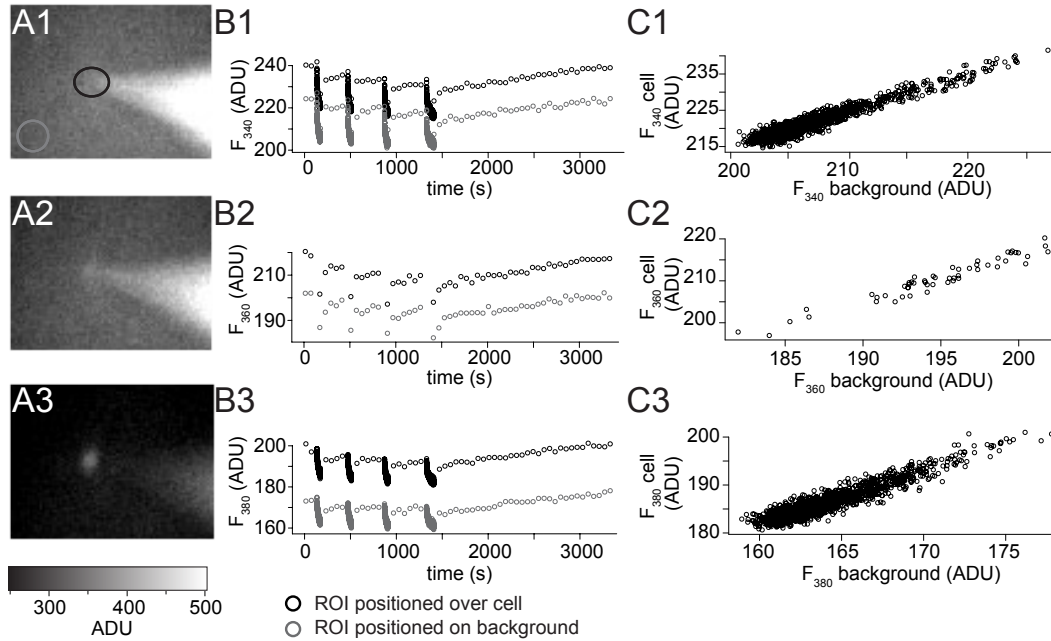 A1
B1
C1
F340 (ADU)
240
220
200
0
1000
2000
3000
time (s)
F340 cell
(ADU)
235
225
215
200
210
220
F340 background (ADU)
A2
B2
C2
F360 (ADU)
210
190
0
1000
2000
3000
time (s)
F360 cell
(ADU)
220
210
200
185
190
195
200
F360 background (ADU)
A3
B3
C3
F380 (ADU)
200
180
160
0
1000
2000
3000
time (s)
F380 cell
(ADU)
200
190
180
160
165
170
175
F380 background (ADU)
300
400
500
ADU
ROI positioned over cell
ROI positioned on background